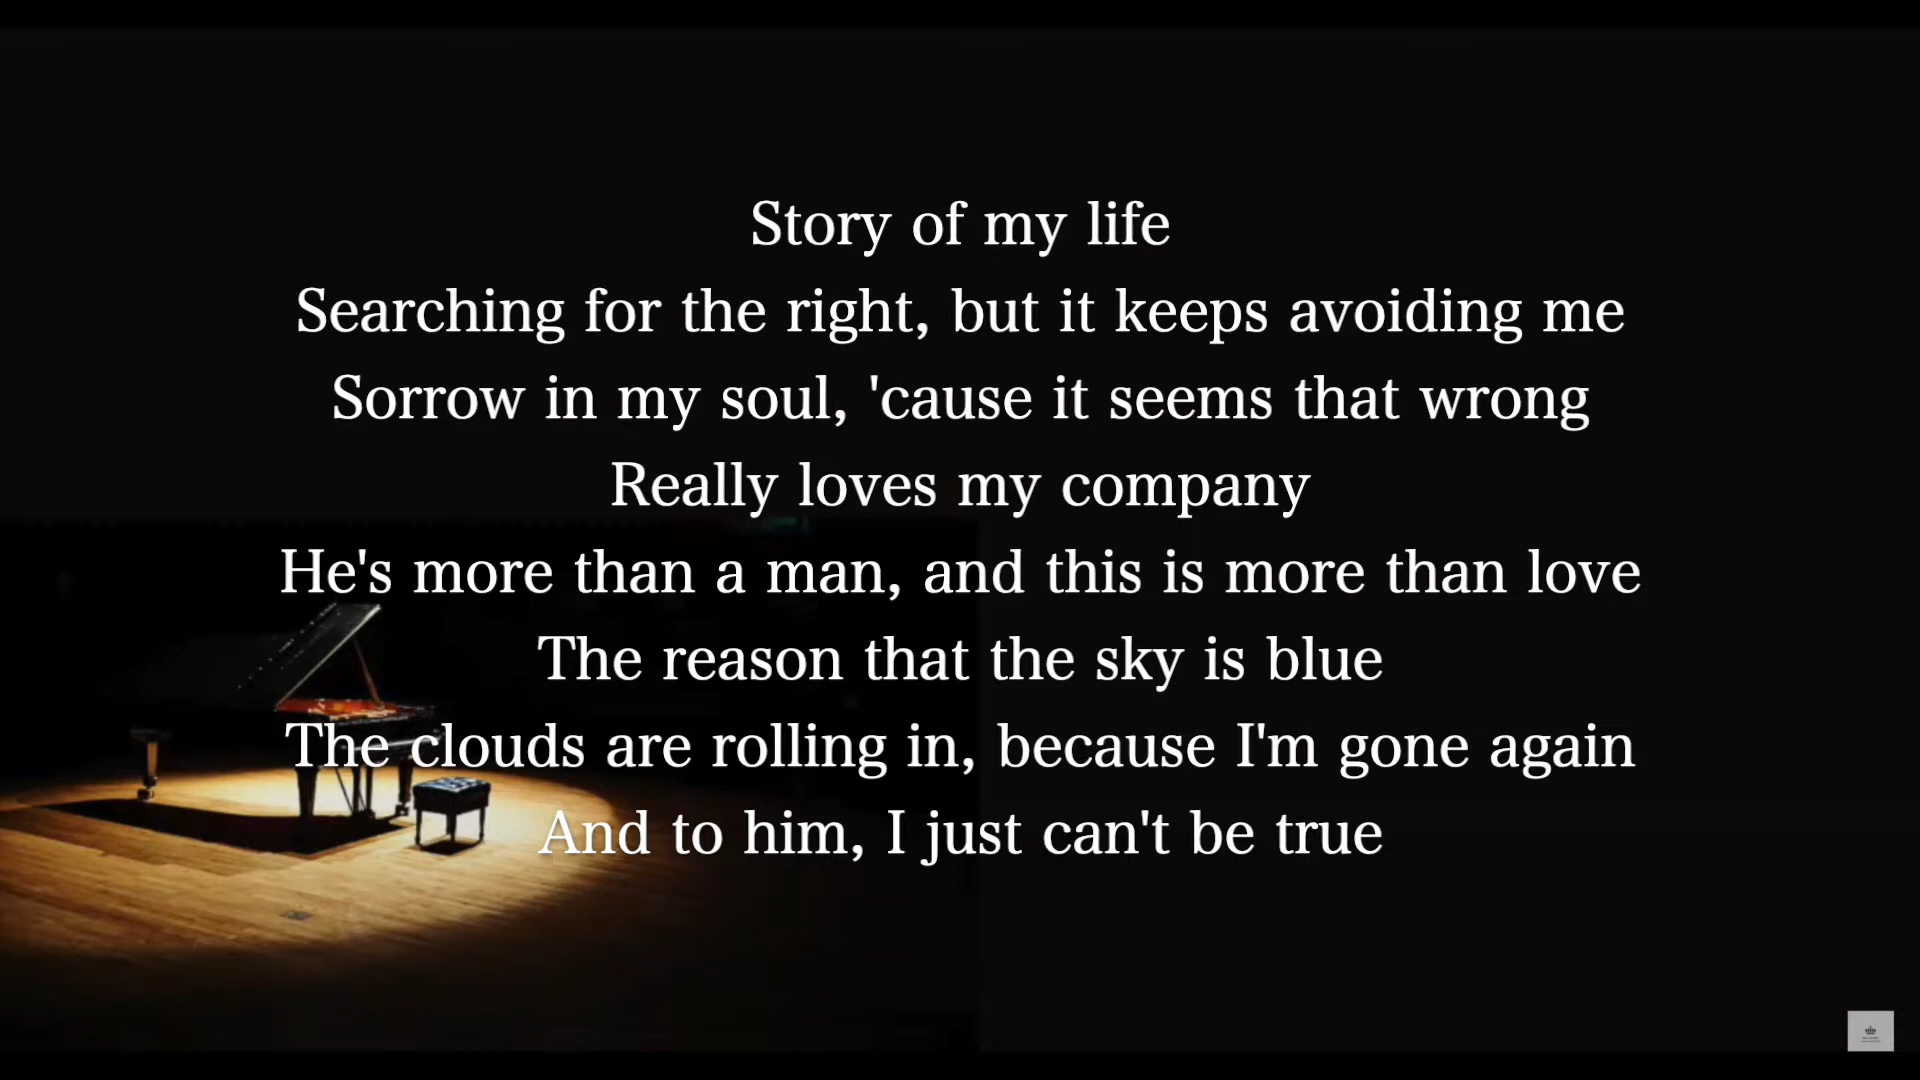 Story of my life
Searching for the right, but it keeps avoiding me
Sorrow in my soul, 'cause it seems that wrong
Really loves my company
He's more than a man, and this is more than love
The reason that the sky is blue
The clouds are rolling in, because I'm gone again
And to him, I just can't be true